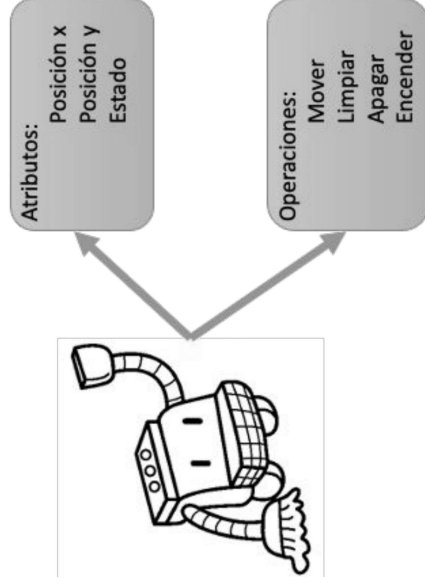 Atributos:
Posición x
Posición y
Estado
Operaciones:
Mover
Limpiar
Apagar
Encender